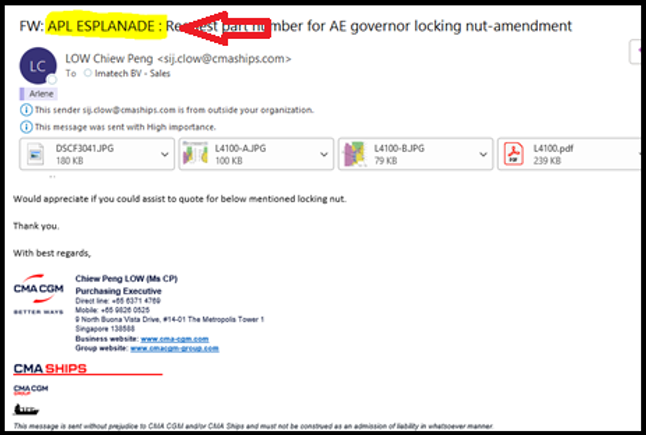 FW: APL ESPLANADE : Request part number for AE governor locking nut-amendment
LC
LOW Chiew Peng <sij.clow@cmaships.com>
To Imatech BV - Sales
Arlene
This sender sij.clow@cmaships.com is from outside your organization.
This message was sent with High importance.
DSCF3041.JPG
180 KB
L4100-A.JPG
100 KB
L4100-B.JPG
79 KB
L4100.pdf
239 KB
Would appreciate if you could assist to quote for below mentioned locking nut.
Thank you.
With best regards,
CMA CGM
BETTER WAYS
Chiew Peng LOW (Ms CP)
Purchasing Executive
Direct line: +65 6371 4769
Mobile: +65 9826 0525
9 North Buona Vista Drive, #14-01 The Metropolis Tower 1
Singapore 138588
Business website: www.cma-cgm.com
Group website: www.cmacgm-group.com
CMA SHIPS
CMA CGM
This message is sent without prejudice to CMA CGM and/or CMA Ships and must not be construed as an admission of liability in whatsoever manner.